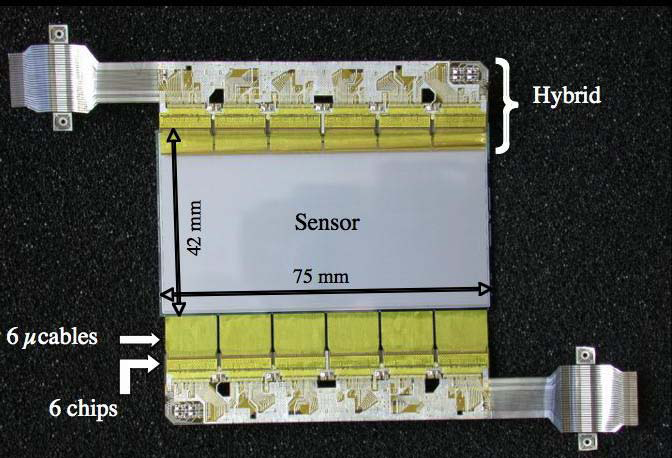 Hybrid
42 mm
Sensor
75 mm
6 μcables
6 chips